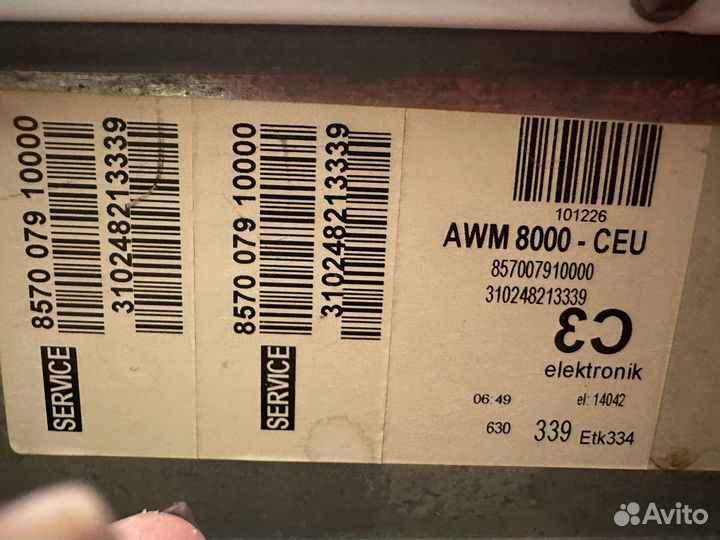 8570 079 10000
310248213339
SERVICE
8570 079 10000
310248213339
SERVICE
101226
AWM 8000 - CEU
857007910000
310248213339
C3
elektronik
06:49 el: 14042
630 339 Etk334
Avito